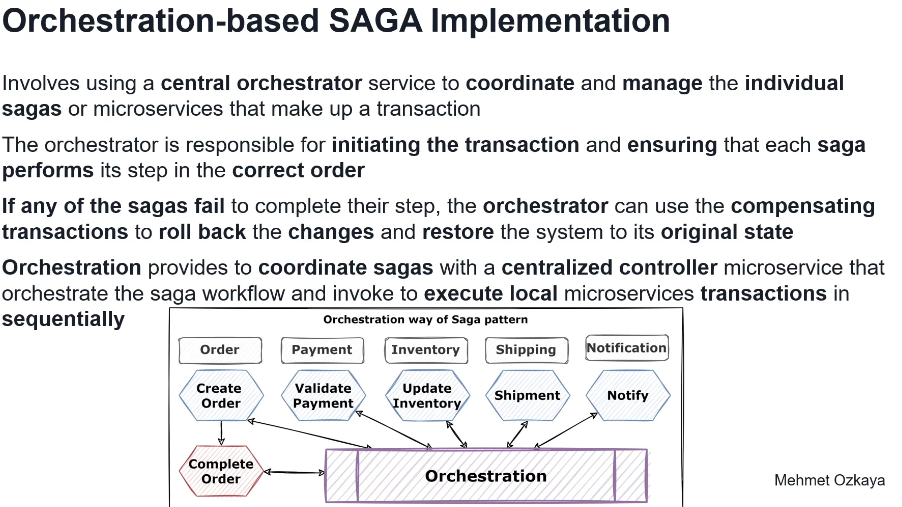 Orchestration-based SAGA Implementation
Involves using a central orchestrator service to coordinate and manage the individual
sagas or microservices that make up a transaction
The orchestrator is responsible for initiating the transaction and ensuring that each saga
performs its step in the correct order
If any of the sagas fail to complete their step, the orchestrator can use the compensating
transactions to roll back the changes and restore the system to its original state
Orchestration provides to coordinate sagas with a centralized controller microservice that
orchestrate the saga workflow and invoke to execute local microservices transactions in
sequentially
Orchestration way of Saga pattern
Order
Payment
Inventory
Shipping
Notification
Create
Order
Validate
Payment
Update
Inventory
Shipment
Notify
Complete
Order
Orchestration
Mehmet Ozkaya